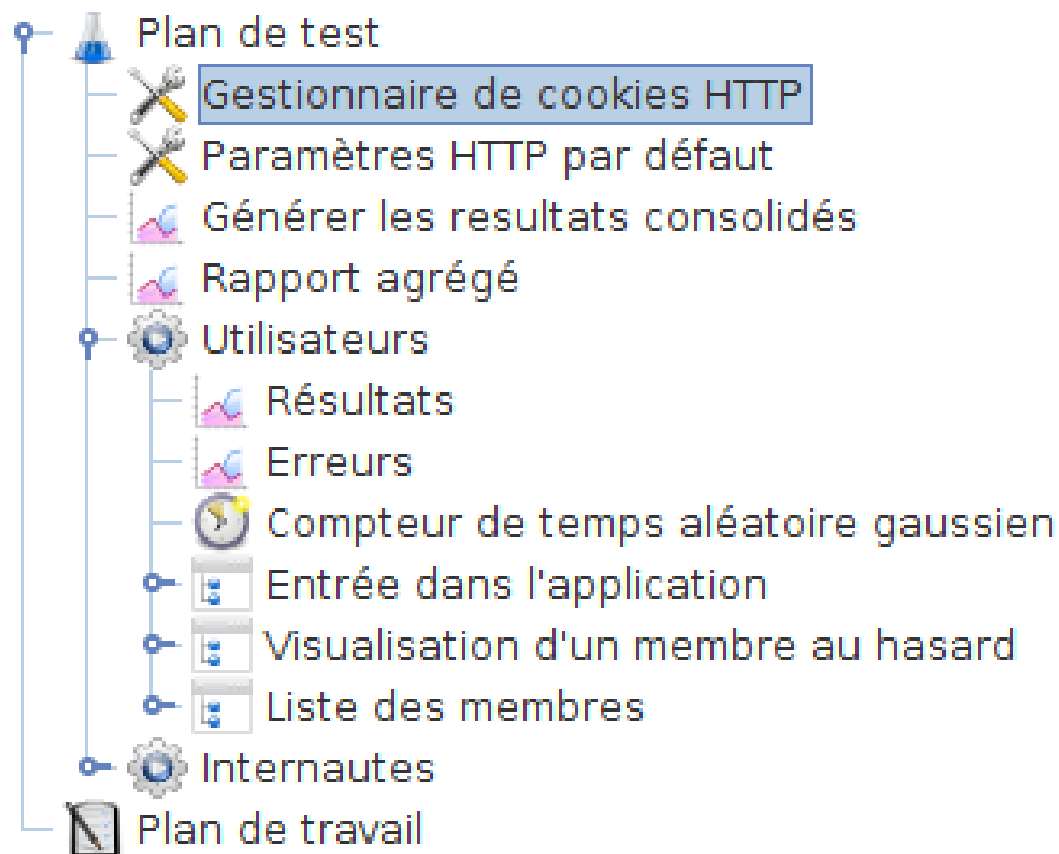 Plan de test
Gestionnaire de cookies HTTP
Paramètres HTTP par défaut
Générer les resultats consolidés
Rapport agrégé
Utilisateurs
Résultats
Erreurs
Compteur de temps aléatoire gaussien
Entrée dans l'application
Visualisation d'un membre au hasard
Liste des membres
Internautes
Plan de travail